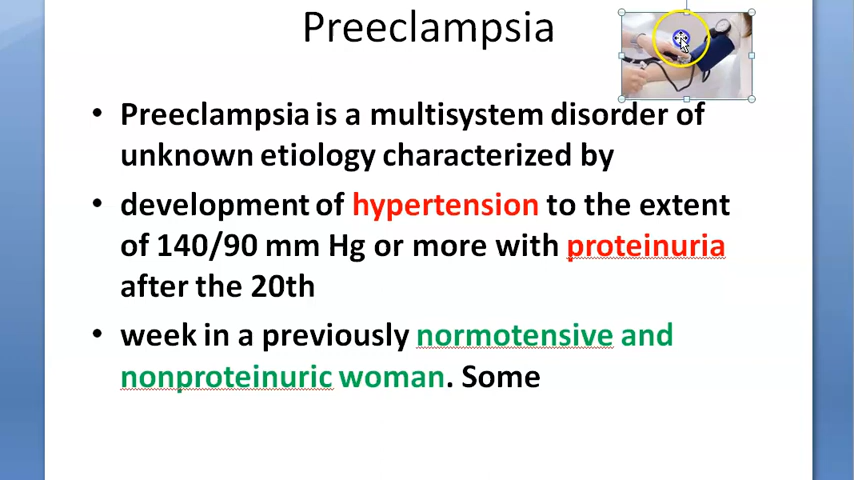 Preeclampsia
• Preeclampsia is a multisystem disorder of
unknown etiology characterized by
• development of hypertension to the extent
of 140/90 mm Hg or more with proteinuria
after the 20th
• week in a previously normotensive and
nonproteinuric woman. Some